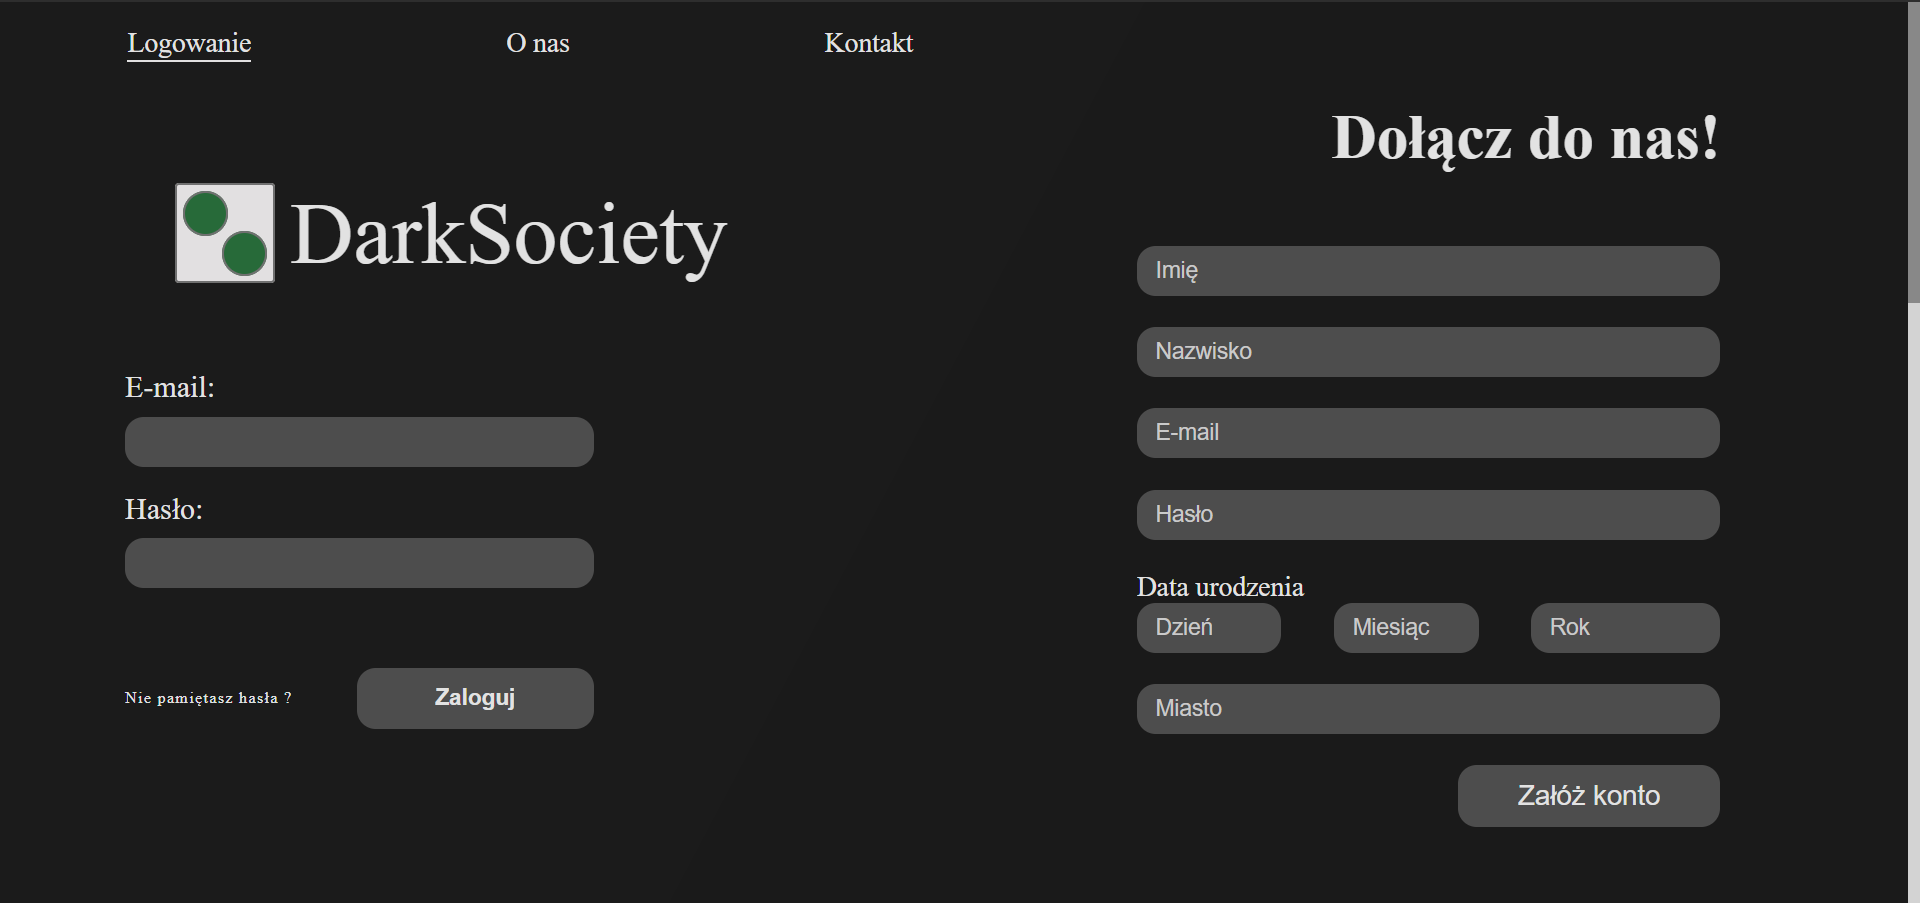 Logowanie
O nas
Kontakt
DarkSociety
E-mail:
Hasło:
Nie pamiętasz hasła ?
Zaloguj
Dołącz do nas!
Imię
Nazwisko
E-mail
Hasło
Data urodzenia
Dzień
Miesiąc
Rok
Miasto
Załóż konto